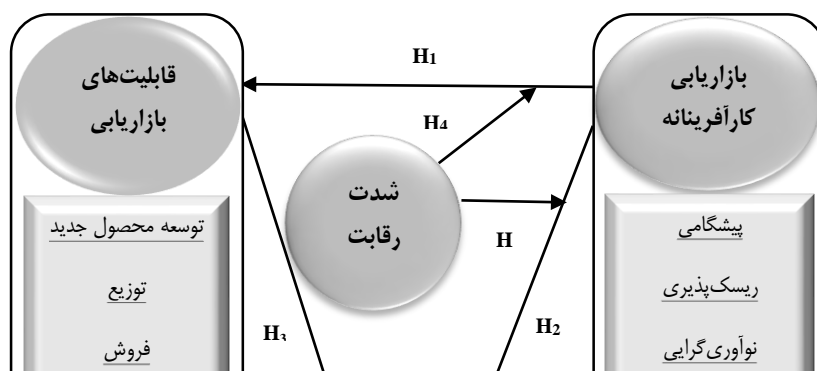 بازاریابی
کارآفرینانه
پیشگامی
ریسک‌پذیری
نوآوری‌گرایی
H1
H4
H
H2
شدت
رقابت
قابلیت‌های
بازاریابی
توسعه محصول جدید
توزیع
فروش
H3